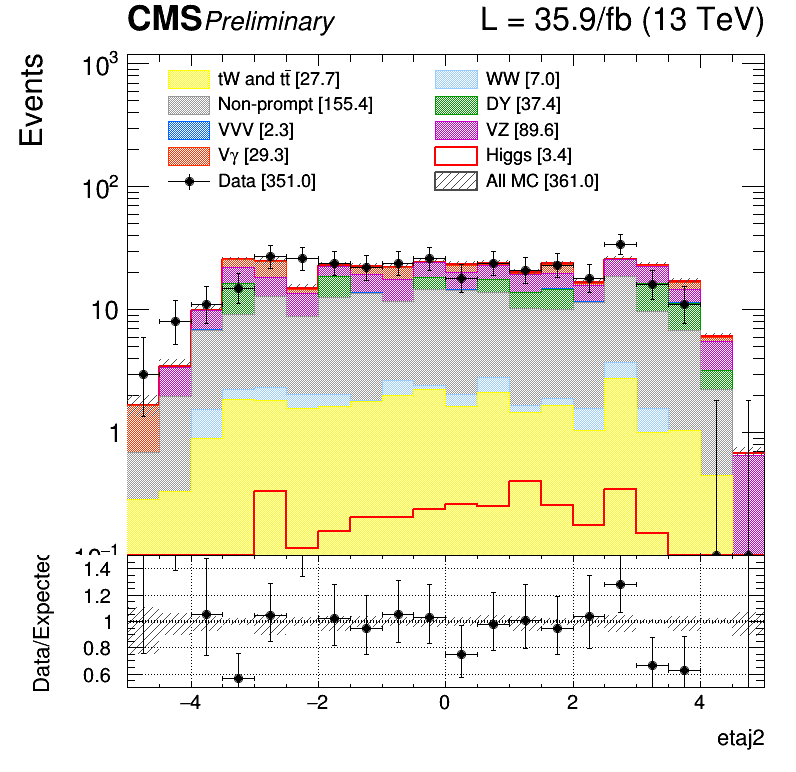 CMS Preliminary L = 35.9/fb (13 TeV)
Events
10³
10²
10
1
10⁻¹
tW and tt̄ [27.7]
WW [7.0]
Non-prompt [155.4]
DY [37.4]
VVV [2.3]
VZ [89.6]
Vγ [29.3]
Higgs [3.4]
Data [351.0]
All MC [361.0]
Data/Expected
1.4
1.2
1
0.8
0.6
−4 −2 0 2 4
etaj2